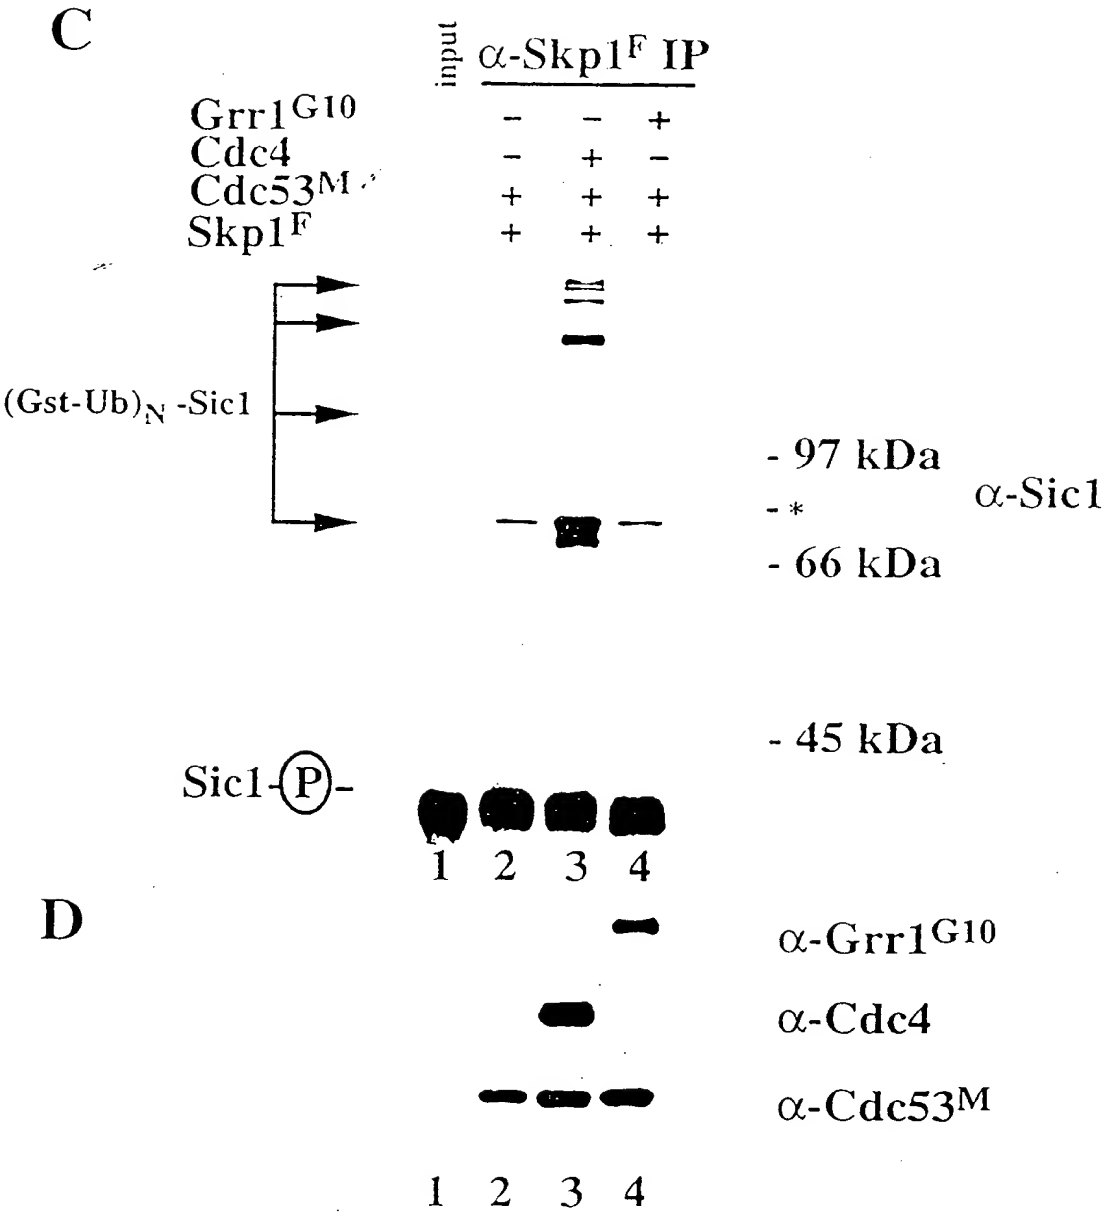 C
input α-Skp1F IP
Grr1G10 - - +
Cdc4 - + -
Cdc53M + + +
Skp1F + + +
(Gst-Ub)N -Sic1
- 97 kDa
α-Sic1
- *
- 66 kDa
- 45 kDa
Sic1-P-
1 2 3 4
D
α-Grr1G10
α-Cdc4
α-Cdc53M
1 2 3 4